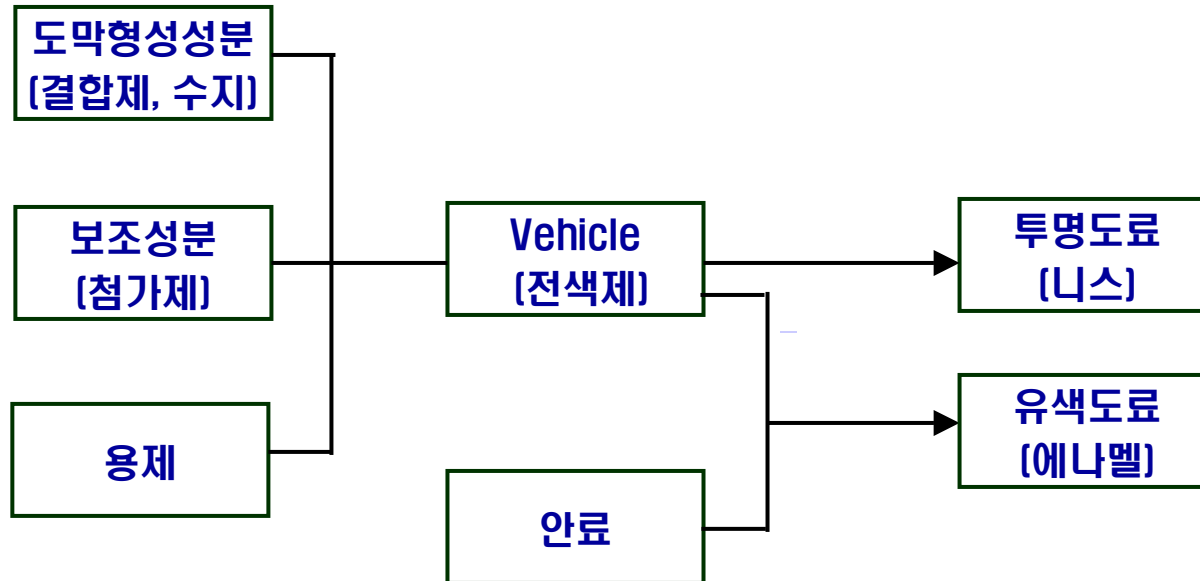 도막형성성분
(결합제, 수지)
보조성분
(첨가제)
용제
Vehicle
(전색제)
안료
투명도료
(니스)
유색도료
(에나멜)